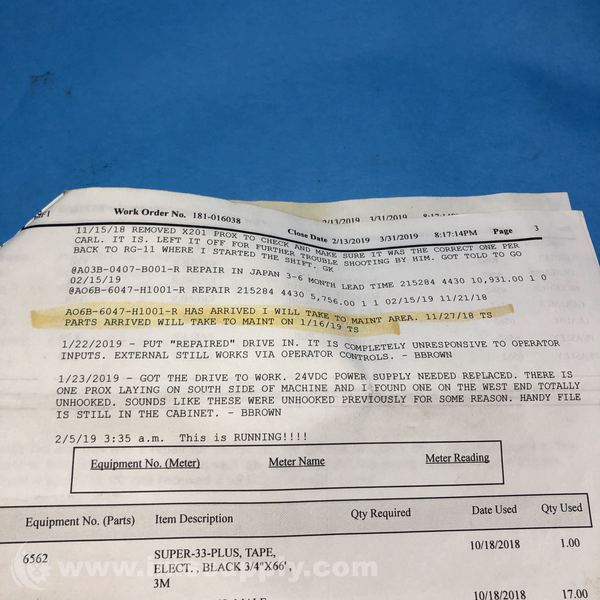 Work Order No. 181-016038
Close Date 2/13/2019 3/31/2019 8:17:14PM Page 3
11/15/18 REMOVED X201 PROX TO CHECK AND MAKE SURE IT WAS THE CORRECT ONE PER
CARL. IT IS. LEFT IT OFF FOR FURTHER TROUBLE SHOOTING BY HIM. GOT TOLD TO GO
BACK TO RG-11 WHERE I STARTED THE SHIFT. GK
@A03B-0407-B001-R REPAIR IN JAPAN 3-6 MONTH LEAD TIME 215284 4430 10,931.00 1 0
02/15/19
@AO6B-6047-H1001-R REPAIR 215284 4430 5,756.00 1 1 02/15/19 11/21/18
AO6B-6047-H1001-R HAS ARRIVED I WILL TAKE TO MAINT AREA. 11/27/18 TS
PARTS ARRIVED WILL TAKE TO MAINT ON 1/16/19 TS
1/22/2019 - PUT "REPAIRED" DRIVE IN. IT IS COMPLETELY UNRESPONSIVE TO OPERATOR
INPUTS. EXTERNAL STILL WORKS VIA OPERATOR CONTROLS. - BBROWN
1/23/2019 - GOT THE DRIVE TO WORK. 24VDC POWER SUPPLY NEEDED REPLACED. THERE IS
ONE PROX LAYING ON SOUTH SIDE OF MACHINE AND I FOUND ONE ON THE WEST END TOTALLY
UNHOOKED. SOUNDS LIKE THESE WERE UNHOOKED PREVIOUSLY FOR SOME REASON. HANDY FILE
IS STILL IN THE CABINET. - BBROWN
2/5/19 3:35 a.m. This is RUNNING!!!!
Equipment No. (Meter) Meter Name Meter Reading
Equipment No. (Parts) Item Description Qty Required Date Used Qty Used
6562 SUPER-33-PLUS, TAPE, 10/18/2018 1.00
ELECT. , BLACK 3/4"X66' ,
3M
10/18/2018 17.00